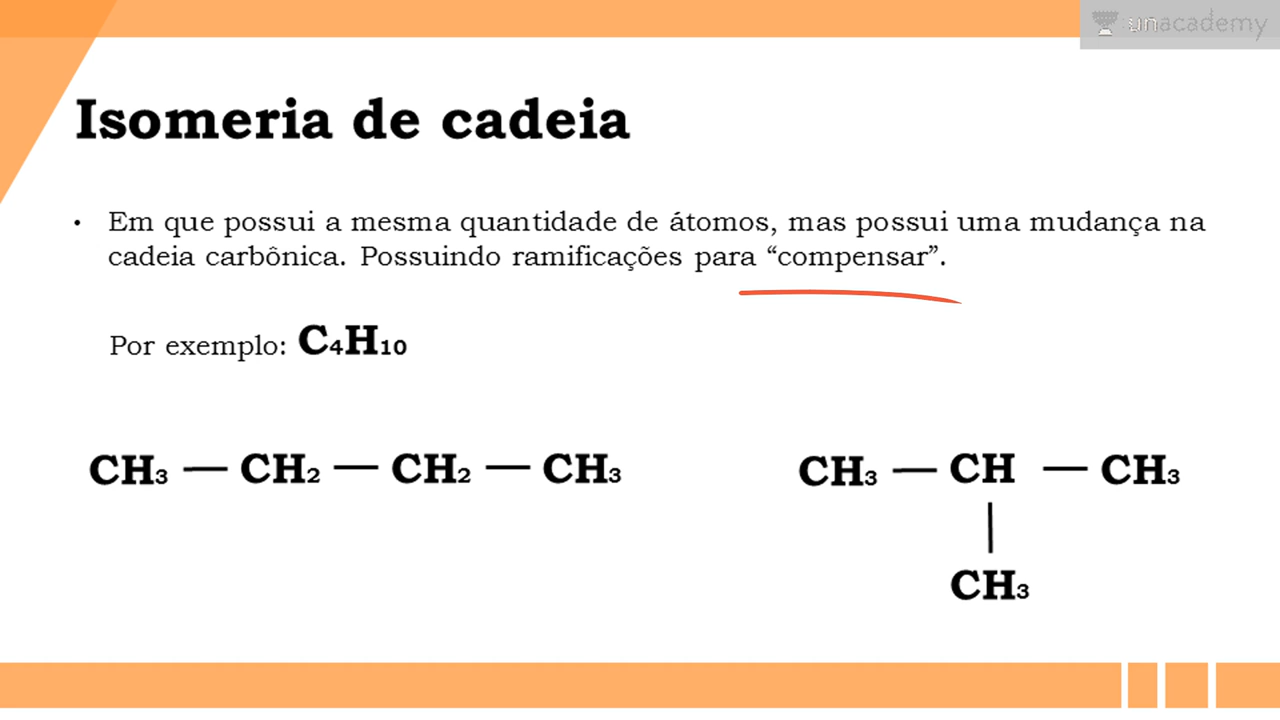 unacademy
Isomeria de cadeia
• Em que possui a mesma quantidade de átomos, mas possui uma mudança na
cadeia carbônica. Possuindo ramificações para “compensar”.
Por exemplo: C₄H₁₀
CH₃ — CH₂ — CH₂ — CH₃
CH₃ — CH — CH₃
|
CH₃